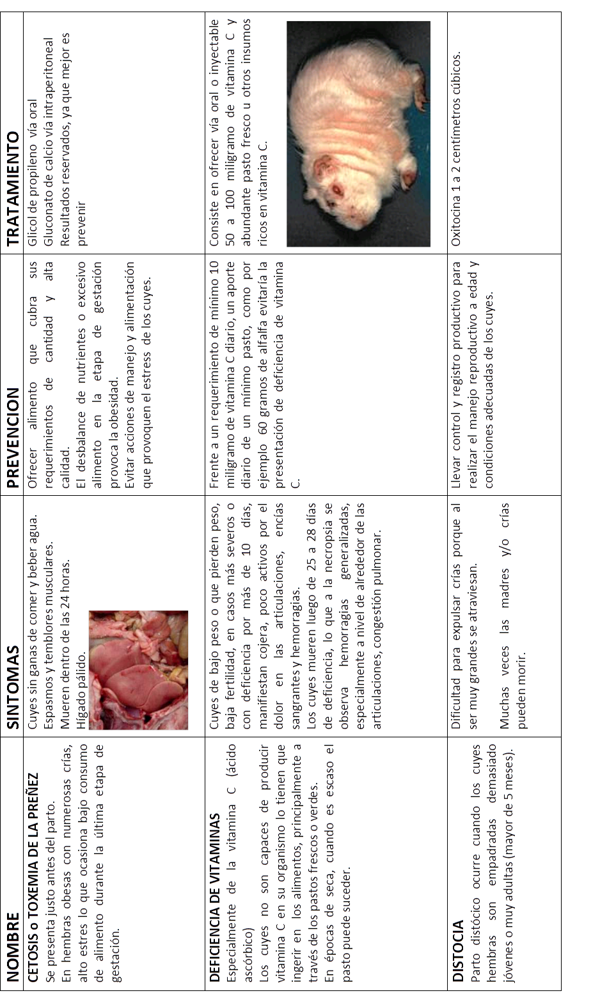 NOMBRE
SINTOMAS
PREVENCION
TRATAMIENTO
CETOSIS o TOXEMIA DE LA PREÑEZ
Se presenta justo antes del parto.
En hembras obesas con numerosas crías,
alto estres lo que ocasiona bajo consumo
de alimento durante la última etapa de
gestación.
Cuyes sin ganas de comer y beber agua.
Espasmos y temblores musculares.
Mueren dentro de las 24 horas.
Hígado pálido.
Ofrecer alimento que cubra sus
requerimientos de cantidad y alta
calidad.
El desbalance de nutrientes o excesivo
alimento en la etapa de gestación
provoca la obesidad.
Evitar acciones de manejo y alimentación
que provoquen el estress de los cuyes.
Glicol de propileno vía oral
Gluconato de calcio vía intraperitoneal
Resultados reservados, ya que mejor es
prevenir
DEFICIENCIA DE VITAMINAS
Especialmente de la vitamina C (ácido
ascórbico)
Los cuyes no son capaces de producir
vitamina C en su organismo lo tienen que
ingerir en los alimentos, principalmente a
través de los pastos frescos o verdes.
En épocas de seca, cuando es escaso el
pasto puede suceder.
Cuyes de bajo peso o que pierden peso,
baja fertilidad, en casos más severos o
con deficiencia por más de 10 días,
manifiestan cojera, poco activos por el
dolor en las articulaciones, encías
sangrantes y hemorragias.
Los cuyes mueren luego de 25 a 28 días
de deficiencia, lo que a la necropsia se
observa hemorragias generalizadas,
especialmente a nivel de alrededor de las
articulaciones, congestión pulmonar.
Frente a un requerimiento de mínimo 10
miligramo de vitamina C diario, un aporte
diario de un mínimo pasto, como por
ejemplo 60 gramos de alfalfa evitaría la
presentación de deficiencia de vitamina
C.
Consiste en ofrecer vía oral o inyectable
50 a 100 miligramo de vitamina C y
abundante pasto fresco u otros insumos
ricos en vitamina C.
DISTOCIA
Parto distócico ocurre cuando los cuyes
hembras son empadradas demasiado
jóvenes o muy adultas (mayor de 5 meses).
Dificultad para expulsar crías porque al
ser muy grandes se atraviesan.
Muchas veces las madres y/o crías
pueden morir.
Llevar control y registro productivo para
realizar el manejo reproductivo a edad y
condiciones adecuadas de los cuyes.
Oxitocina 1 a 2 centímetros cúbicos.